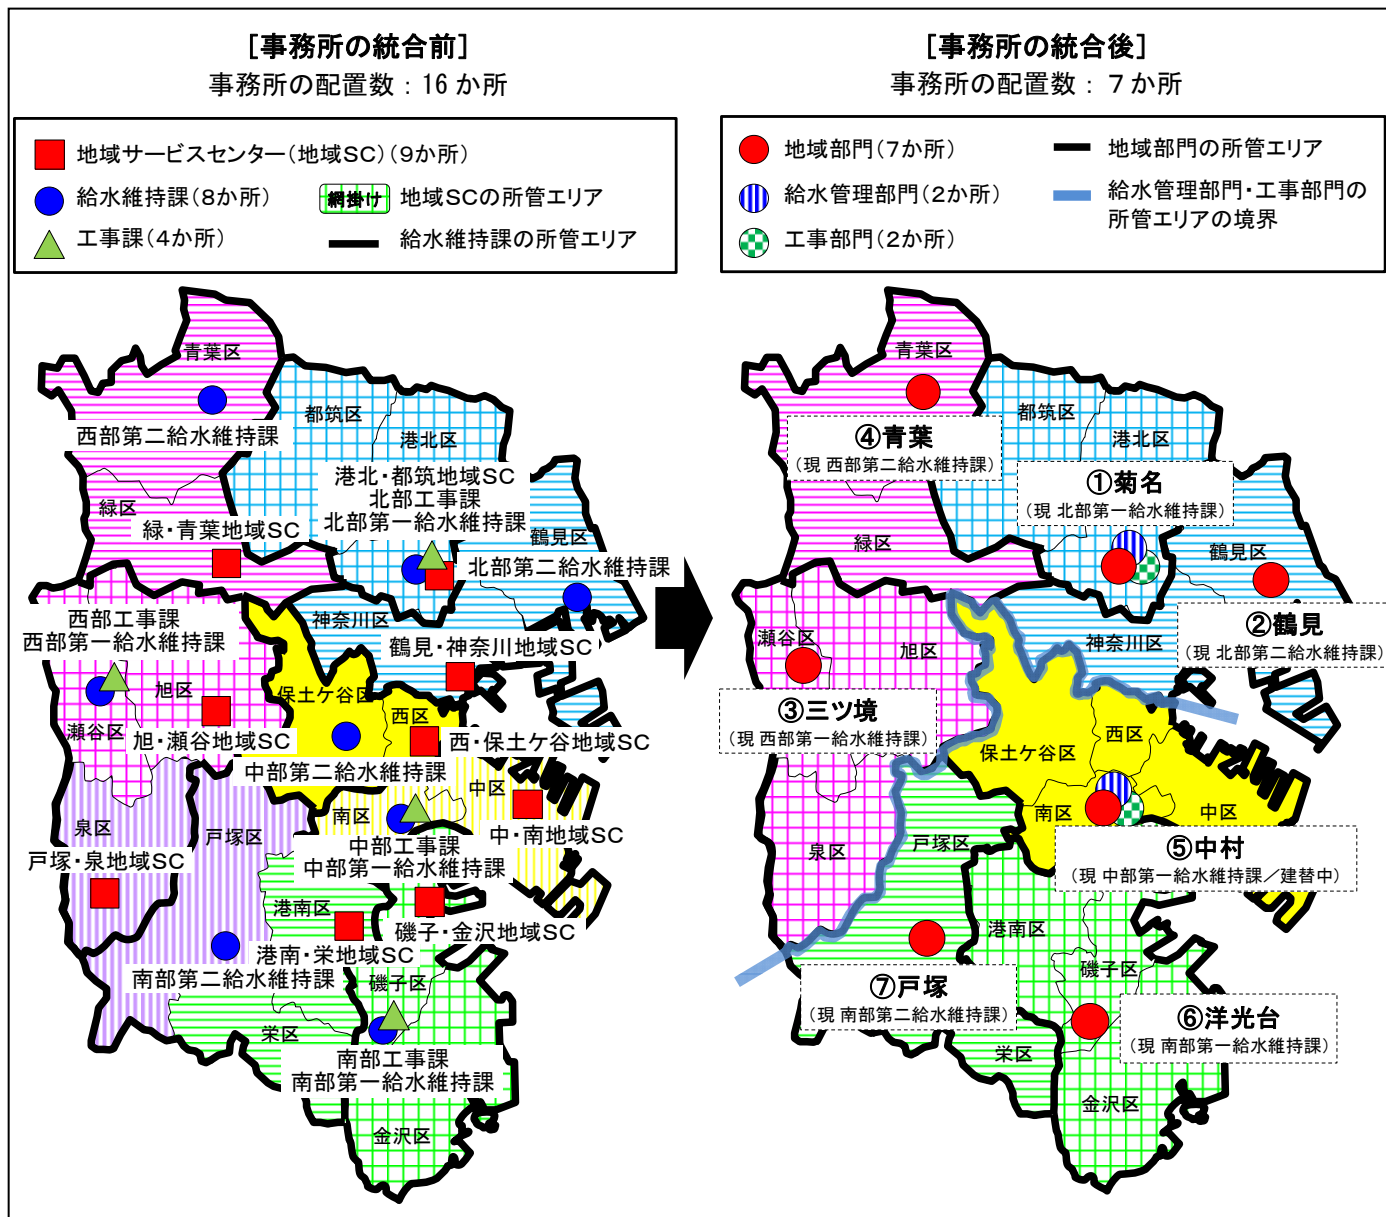 [事務所の統合前]
事務所の配置数：16か所
地域サービスセンター(地域SC)(9か所)
給水維持課(8か所)
網掛け 地域SCの所管エリア
工事課(4か所)
給水維持課の所管エリア
青葉区
西部第二給水維持課
都筑区
港北区
港北・都筑地域SC
北部工事課
北部第一給水維持課
緑区
緑・青葉地域SC
鶴見区
北部第二給水維持課
西部工事課
西部第一給水維持課
神奈川区
鶴見・神奈川地域SC
旭区
瀬谷区
旭・瀬谷地域SC
保土ケ谷区
西区
西・保土ケ谷地域SC
中部第二給水維持課
中区
南区
中・南地域SC
中部工事課
中部第一給水維持課
泉区
戸塚区
戸塚・泉地域SC
港南区
磯子・金沢地域SC
港南・栄地域SC
南部第二給水維持課
磯子区
栄区
南部工事課
南部第一給水維持課
金沢区
[事務所の統合後]
事務所の配置数：７か所
地域部門(7か所)
地域部門の所管エリア
給水管理部門(2か所)
給水管理部門・工事部門の
所管エリアの境界
工事部門(2か所)
青葉区
④青葉
(現 西部第二給水維持課)
都筑区
港北区
①菊名
(現 北部第一給水維持課)
緑区
鶴見区
②鶴見
(現 北部第二給水維持課)
神奈川区
瀬谷区
旭区
③三ツ境
(現 西部第一給水維持課)
保土ケ谷区
西区
南区
中区
⑤中村
(現 中部第一給水維持課／建替中)
泉区
戸塚区
港南区
磯子区
⑦戸塚
(現 南部第二給水維持課)
⑥洋光台
(現 南部第一給水維持課)
栄区
金沢区